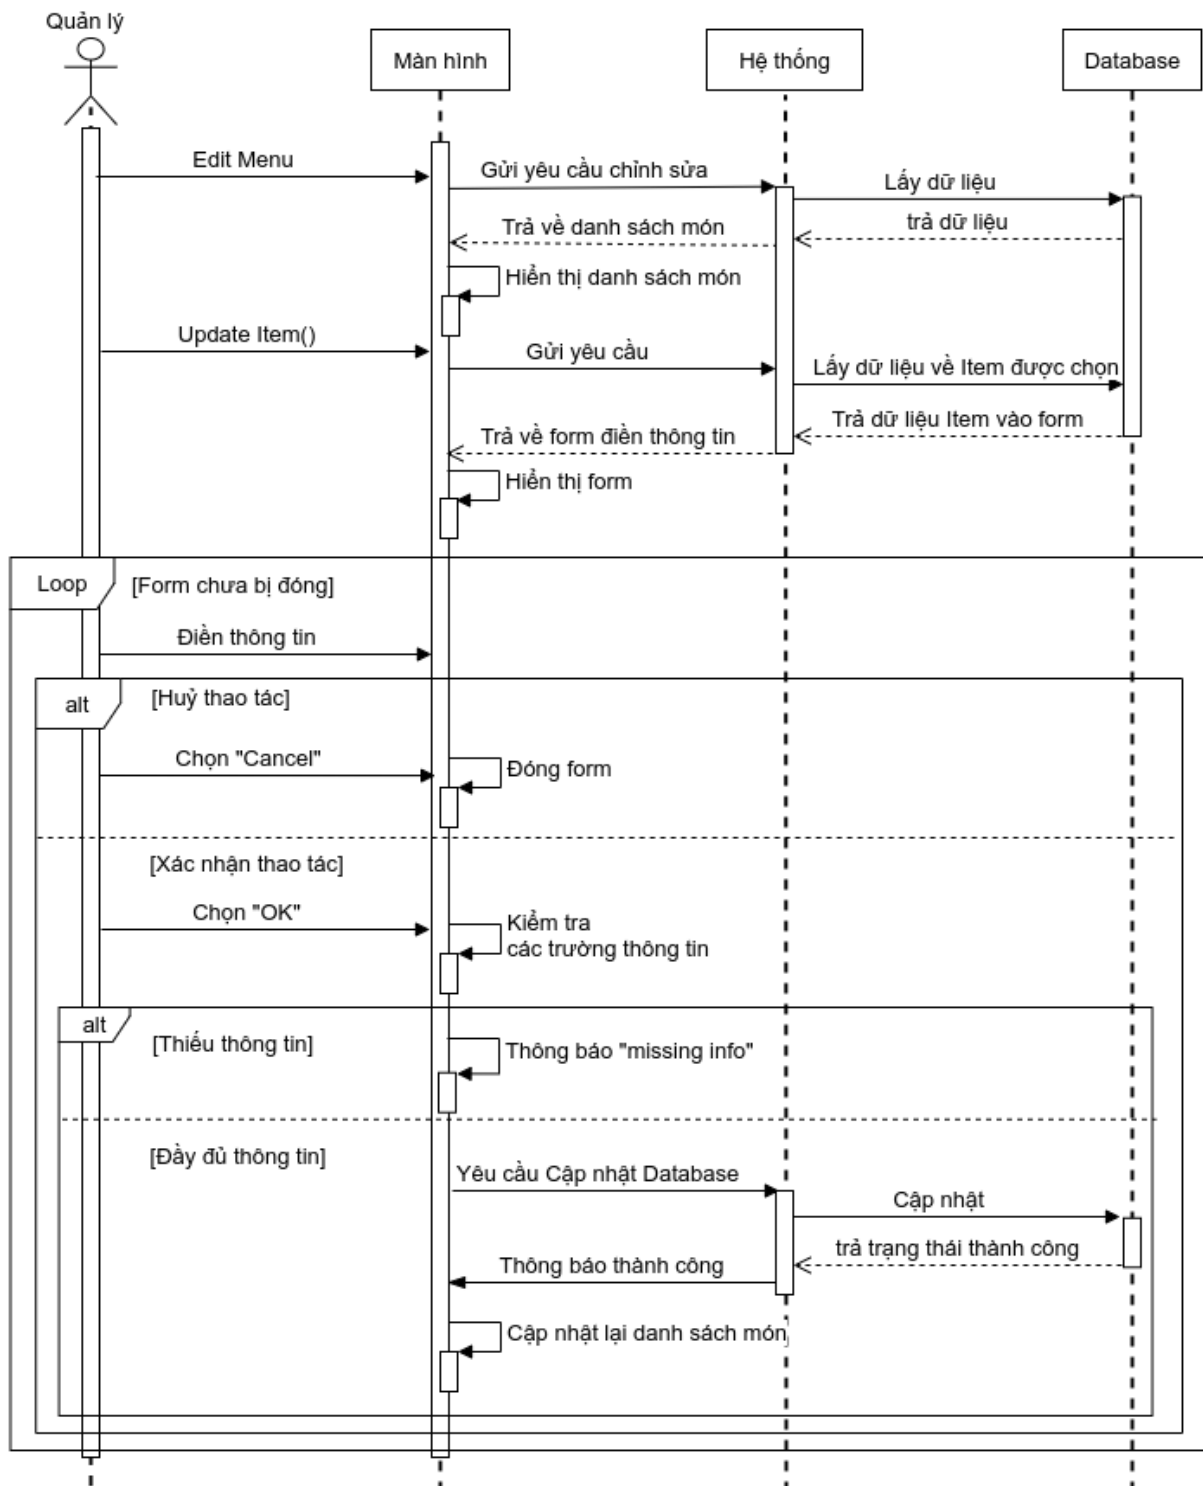 Quản lý
Màn hình
Hệ thống
Database
Edit Menu
Gửi yêu cầu chỉnh sửa
Lấy dữ liệu
trả dữ liệu
Trả về danh sách món
Hiển thị danh sách món
Update Item()
Gửi yêu cầu
Lấy dữ liệu về Item được chọn
Trả dữ liệu Item vào form
Trả về form điền thông tin
Hiển thị form
Loop
[Form chưa bị đóng]
Điền thông tin
alt
[Huỷ thao tác]
Chọn "Cancel"
Đóng form
[Xác nhận thao tác]
Chọn "OK"
Kiểm tra
các trường thông tin
alt
[Thiếu thông tin]
Thông báo "missing info"
[Đầy đủ thông tin]
Yêu cầu Cập nhật Database
Cập nhật
trả trạng thái thành công
Thông báo thành công
Cập nhật lại danh sách món